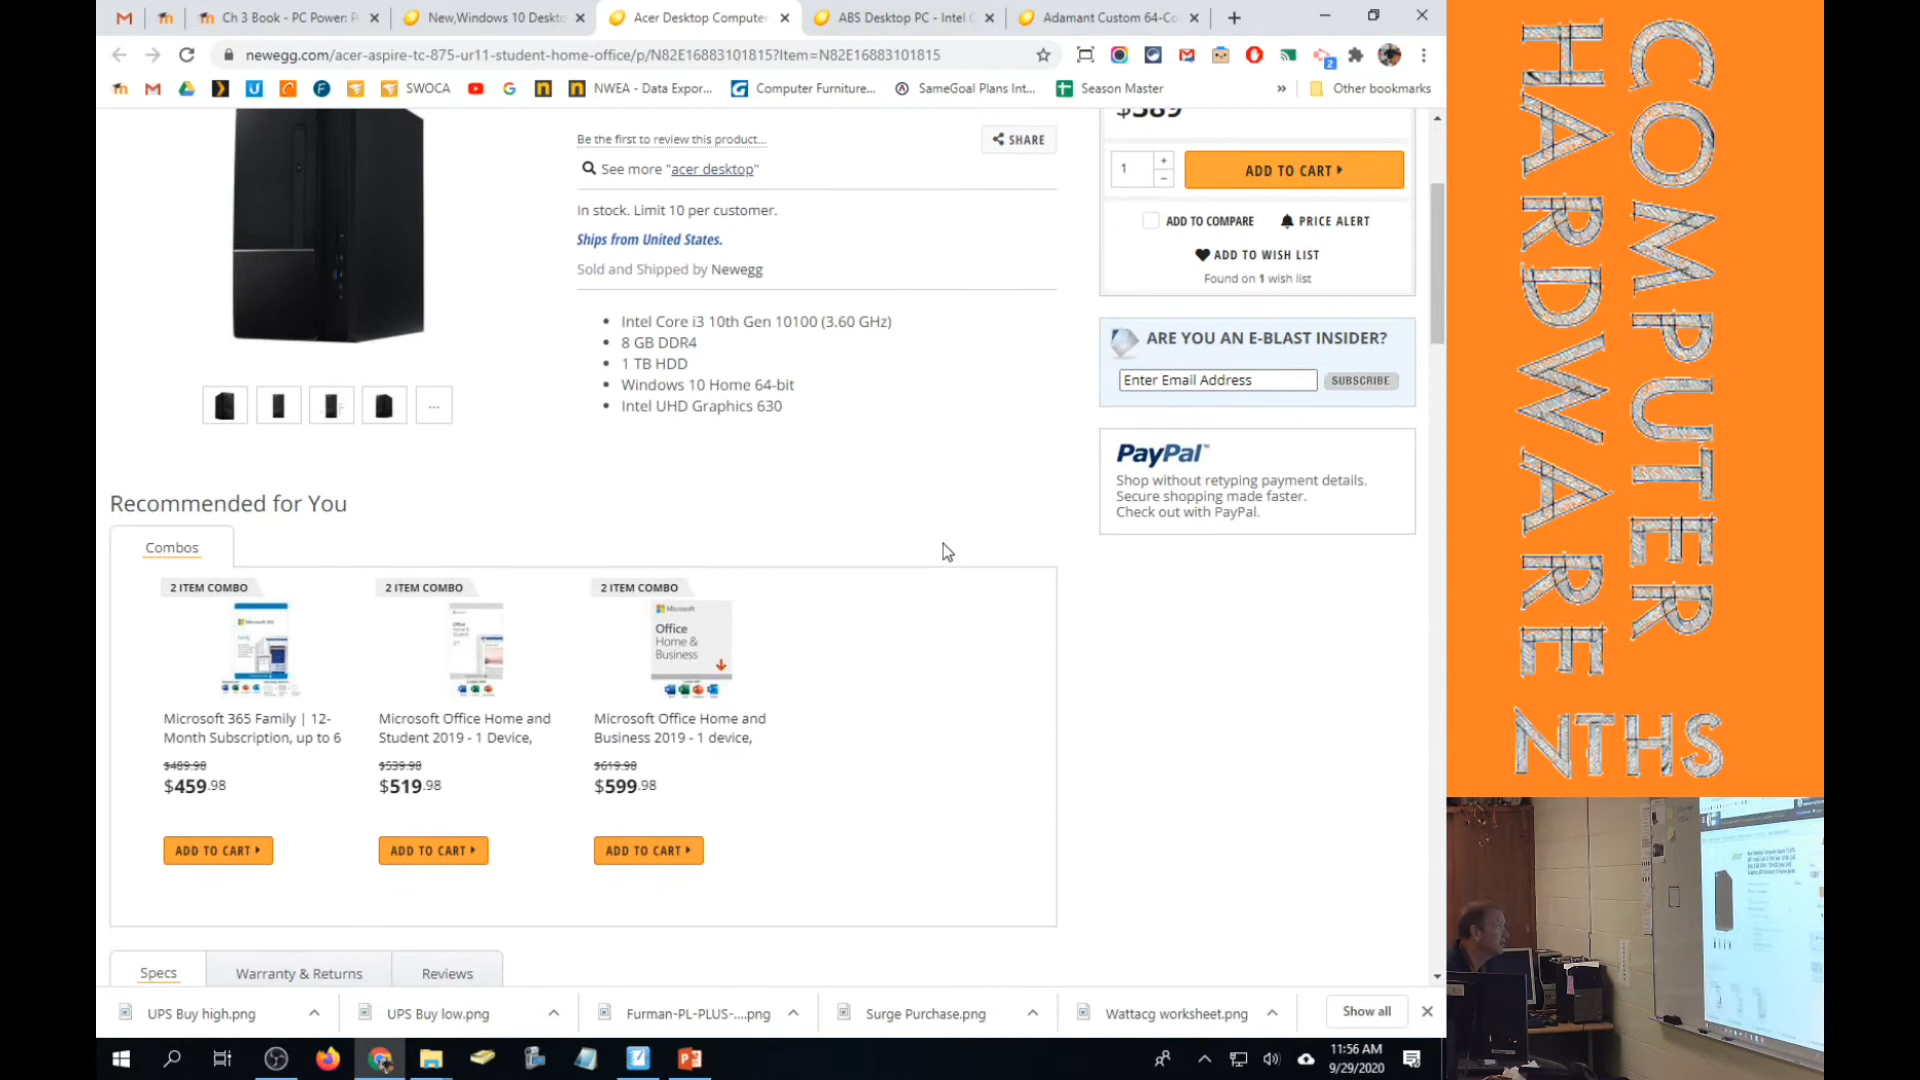 Ch 3 Book - PC Power: P
New,Windows 10 Deskto
Acer Desktop Computer
ABS Desktop PC - Intel C
Adamant Custom 64-Co
newegg.com/acer-aspire-tc-875-ur11-student-home-office/p/N82E16883101815?Item=N82E16883101815
SWOCA
NWEA - Data Expor...
Computer Furniture...
SameGoal Plans Int...
Season Master
Other bookmarks
Be the first to review this product...
SHARE
See more "acer desktop"
In stock. Limit 10 per customer.
Ships from United States.
Sold and Shipped by Newegg
Intel Core i3 10th Gen 10100 (3.60 GHz)
8 GB DDR4
1 TB HDD
Windows 10 Home 64-bit
Intel UHD Graphics 630
$389
1
ADD TO CART
ADD TO COMPARE
PRICE ALERT
ADD TO WISH LIST
Found on 1 wish list
ARE YOU AN E-BLAST INSIDER?
Enter Email Address
SUBSCRIBE
PayPal™
Shop without retyping payment details.
Secure shopping made faster.
Check out with PayPal.
Recommended for You
Combos
2 ITEM COMBO
Microsoft 365 Family | 12-
Month Subscription, up to 6
$489.98
$459.98
ADD TO CART
2 ITEM COMBO
Microsoft Office Home and
Student 2019 - 1 Device,
$539.98
$519.98
ADD TO CART
2 ITEM COMBO
Microsoft
Office
Home &
Business
Microsoft Office Home and
Business 2019 - 1 device,
$619.98
$599.98
ADD TO CART
Specs
Warranty & Returns
Reviews
UPS Buy high.png
UPS Buy low.png
Furman-PL-PLUS-....png
Surge Purchase.png
Wattacg worksheet.png
Show all
11:56 AM
9/29/2020
COMPUTER
HARDWARE
NTHS